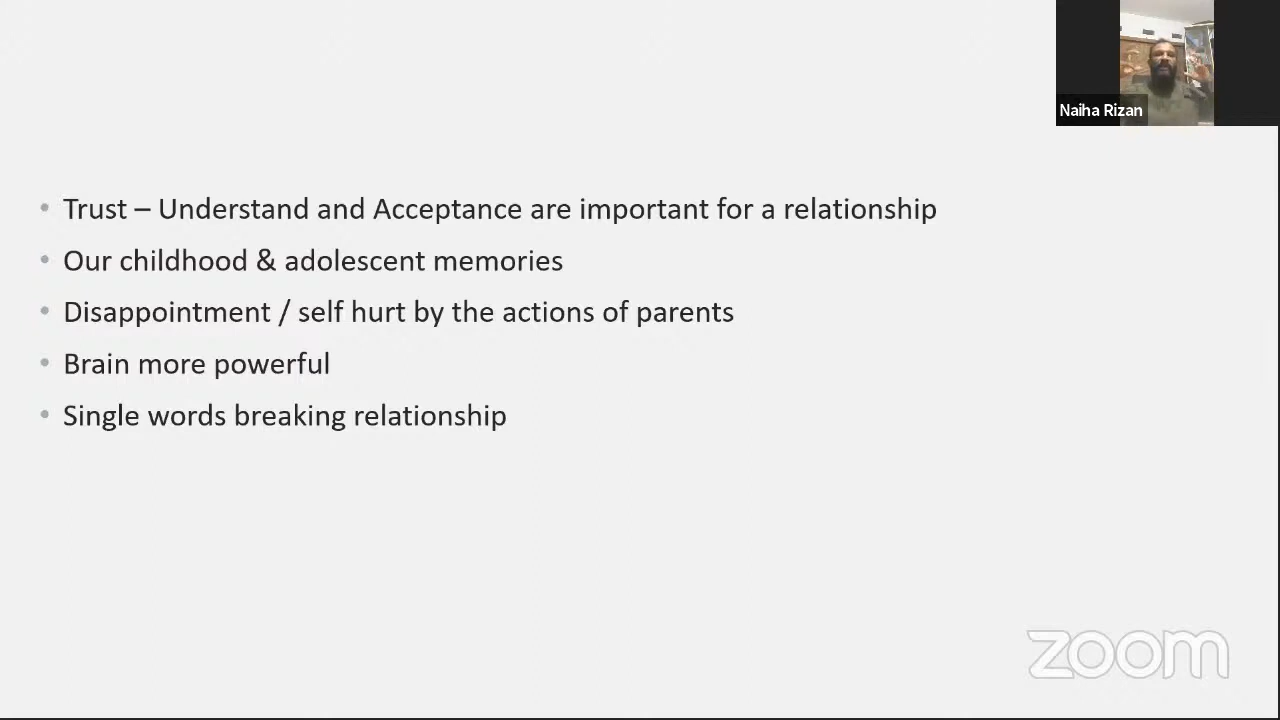 Naiha Rizan
• Trust – Understand and Acceptance are important for a relationship
• Our childhood & adolescent memories
• Disappointment / self hurt by the actions of parents
• Brain more powerful
• Single words breaking relationship
zoom